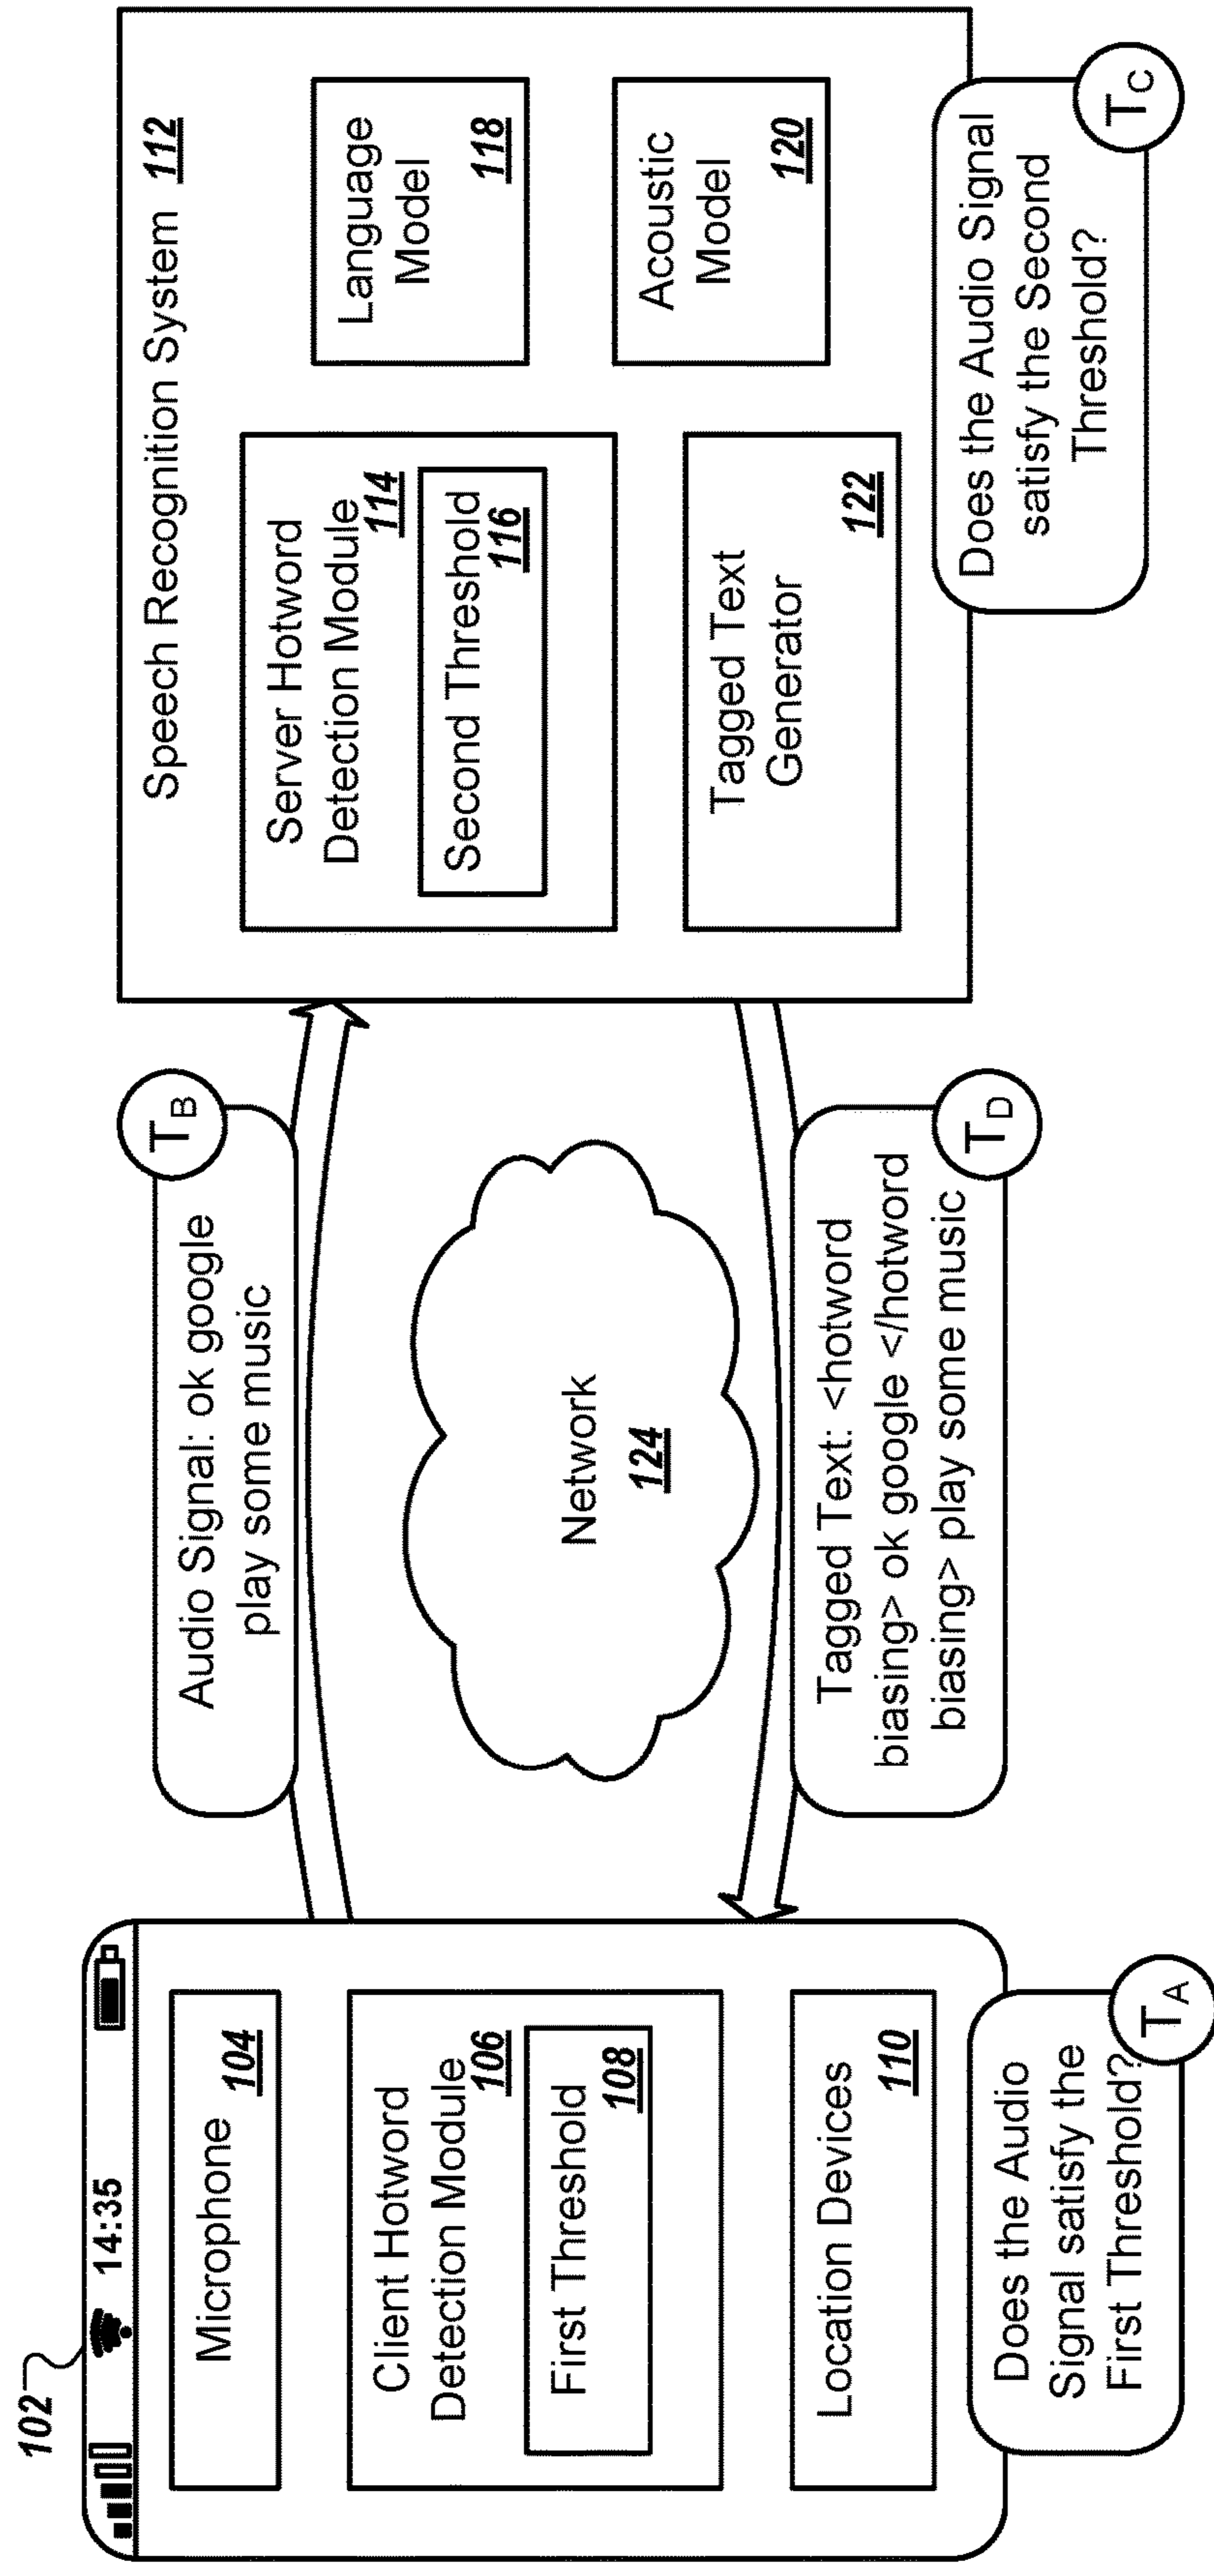 102
14:35
Microphone
104
Client Hotword
Detection Module
106
First Threshold
108
Location Devices
110
Does the Audio
Signal satisfy the
First Threshold?
TA
Audio Signal: ok google
play some music
TB
Network
124
Tagged Text: <hotword
biasing> ok google </hotword
biasing> play some music
TD
Speech Recognition System 112
Server Hotword
Detection Module
114
Second Threshold
116
Language
Model
118
Tagged Text
Generator
122
Acoustic
Model
120
Does the Audio Signal
satisfy the Second
Threshold?
TC